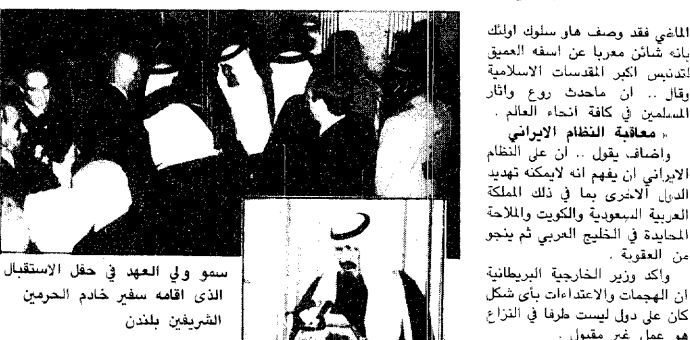 الماضي فقد وصف هاو سلوك اولئك
بانه شائن معربا عن اسفه العميق
لتدنيس اكبر المقدسات الاسلامية
وقال .. ان ماحدث روع واثار
المسلمين في كافة انحاء العالم .
« معاقبة النظام الايراني
واضاف يقول .. ان على النظام
الايراني ان يفهم انه لايمكنه تهديد
الدول الاخرى بما في ذلك المملكة
العربية السعودية والكويت والملاحة
المحايدة في الخليج العربي ثم ينجو
من العقوبة .
واكد وزير الخارجية البريطانية
ان الهجمات والاعتداءات بأى شكل
كان على دول ليست طرفا في النزاع
هو عمل غير مقبول .
سمو ولي العهد في حفل الاستقبال
الذى اقامه سفير خادم الحرمين
الشريفين بلندن